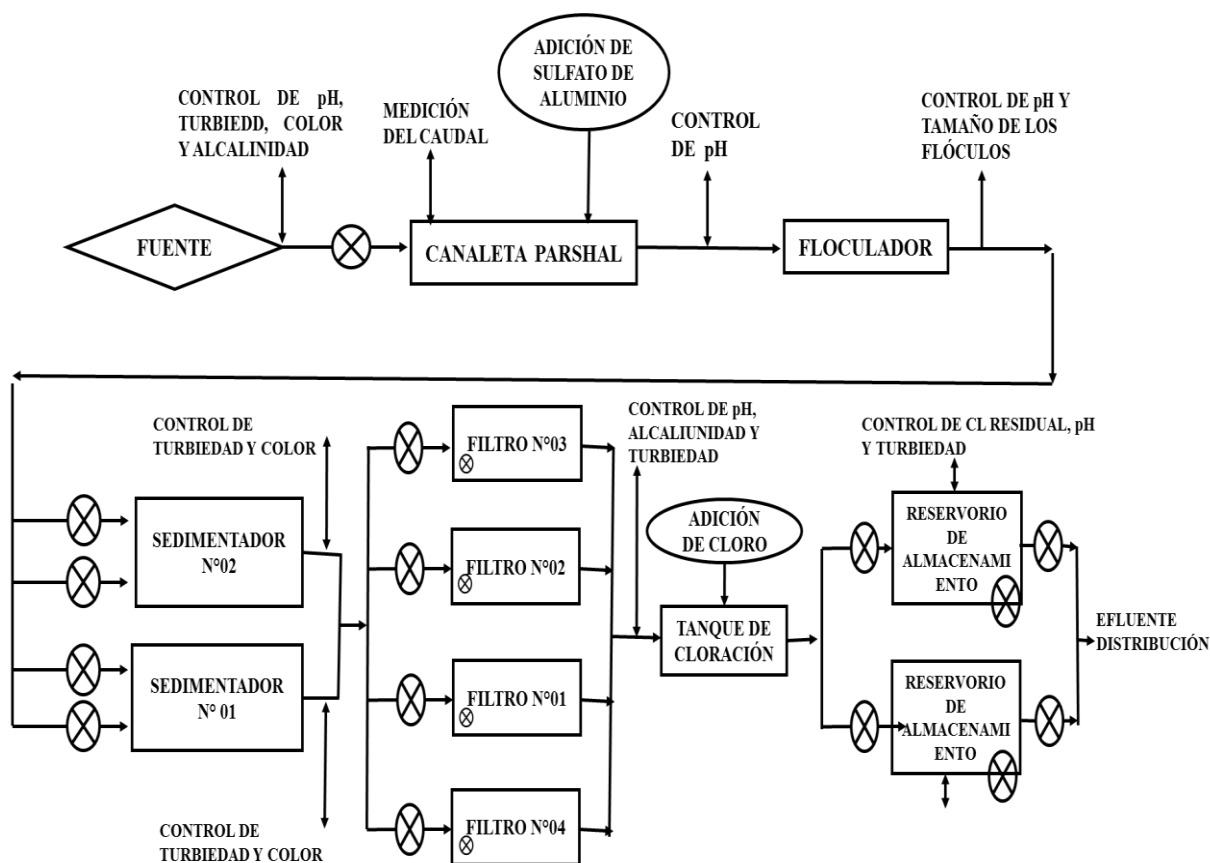 ADICIÓN DE
SULFATO DE
ALUMINIO
CONTROL DE pH,
TURBIEDD, COLOR
Y ALCALINIDAD
MEDICIÓN
DEL CAUDAL
CONTROL
DE pH
CONTROL DE pH Y
TAMAÑO DE LOS
FLÓCULOS
FUENTE
CANALETA PARSHAL
FLOCULADOR
CONTROL DE
TURBIEDAD Y COLOR
FILTRO N°03
CONTROL DE pH,
ALCALIUNIDAD Y
TURBIEDAD
CONTROL DE CL RESIDUAL, pH
Y TURBIEDAD
SEDIMENTADOR
N°02
FILTRO N°02
ADICIÓN
DE CLORO
RESERVORIO
DE
ALMACENAMI
ENTO
TANQUE DE
CLORACIÓN
EFLUENTE
DISTRIBUCIÓN
SEDIMENTADOR
N° 01
FILTRO N°01
RESERVORIO
DE
ALMACENAMI
ENTO
FILTRO N°04
CONTROL DE
TURBIEDAD Y COLOR